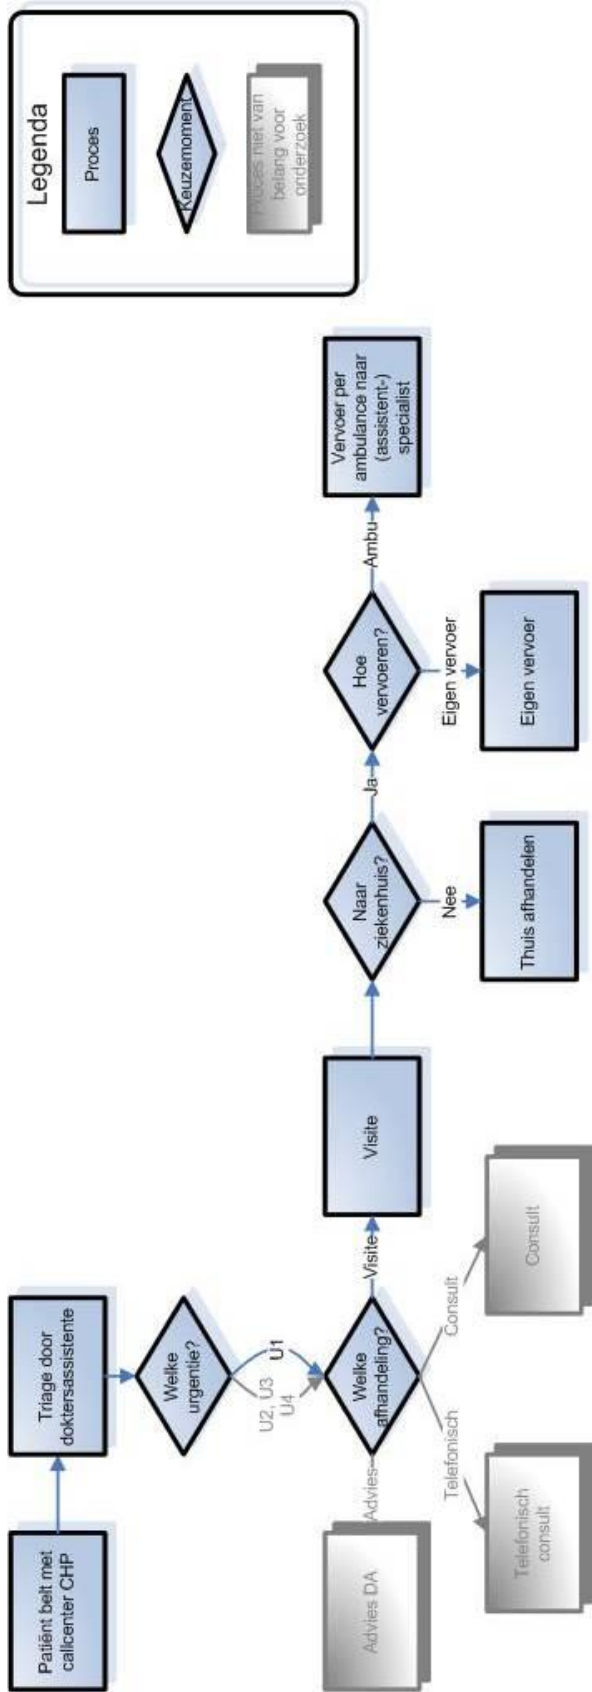 Patiënt belt met
callcenter CHP
Triage door
doktersassistente
Welke
urgentie?
U2, U3
U4
U1
Advies DA
Advies
Welke
afhandeling?
Visite
Visite
Telefonisch
Telefonisch
consult
Consult
Consult
Naar
ziekenhuis?
Nee
Thuis afhandelen
Ja
Hoe
vervoeren?
Eigen vervoer
Eigen vervoer
Ambu
Vervoer per
ambulance naar
(assistent-)
specialist
Legenda
Proces
Keuzemoment
Proces niet van
belang voor
onderzoek